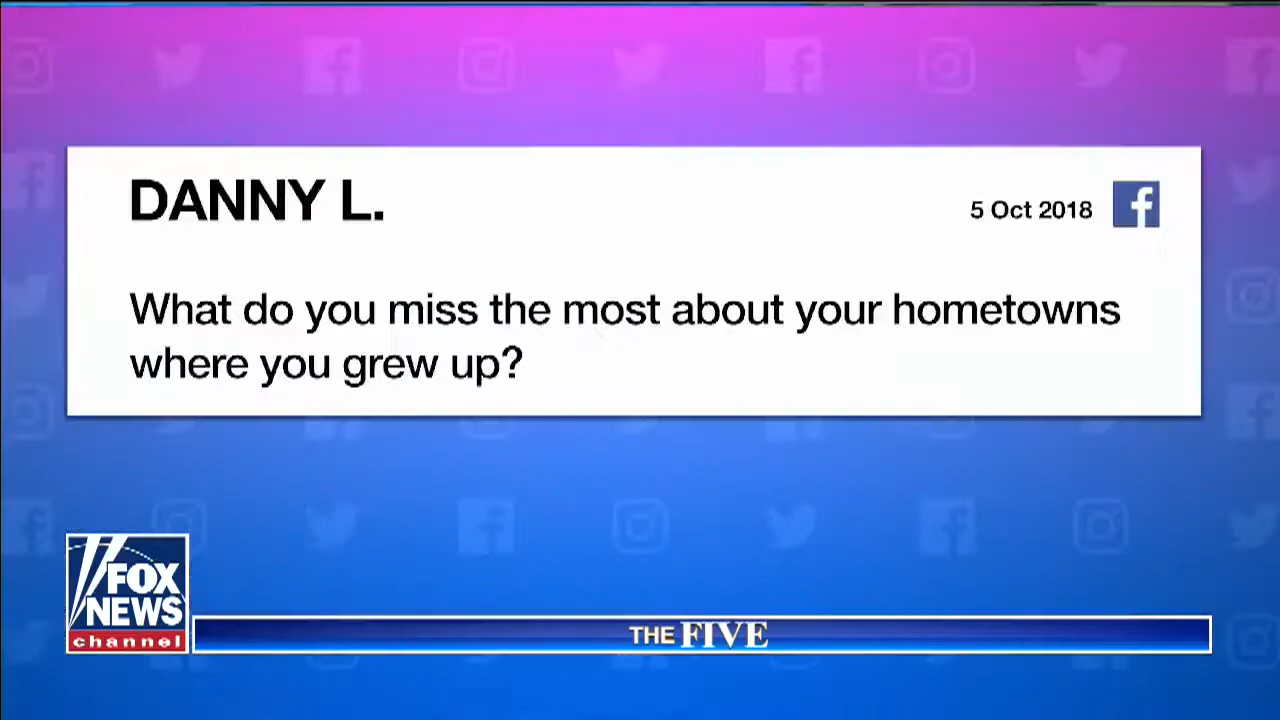 DANNY L.
5 Oct 2018
What do you miss the most about your hometowns
where you grew up?
FOX
NEWS
channel
THE FIVE